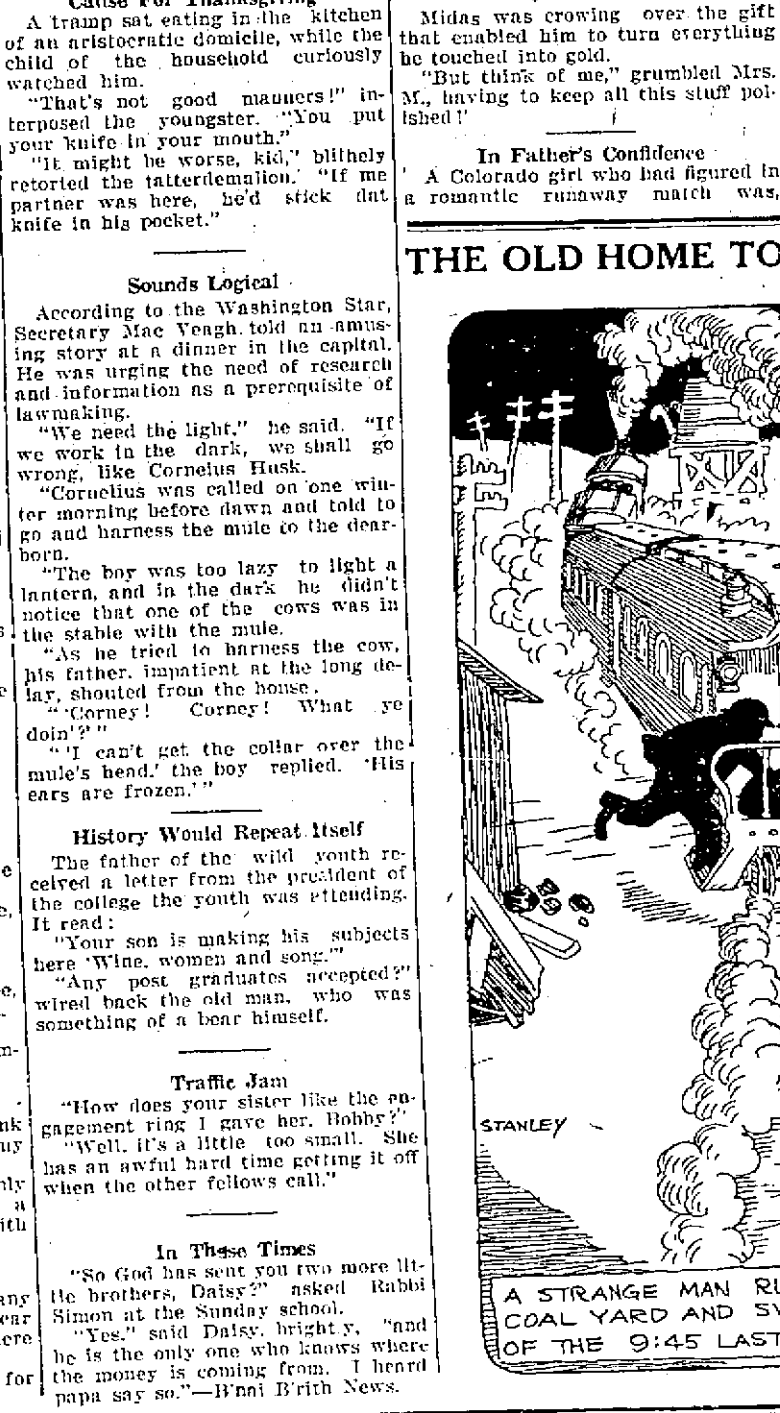 Cause For Thanksgiving
A tramp sat eating in the kitchen
of an aristocratic domicile, while the
child of the household curiously
watched him.
"That's not good manners!" in-
terposed the youngster. "You put
your knife in your mouth."
"It might be worse, kid," blithely
retorted the tatterdemalion. "If me
partner was here, he'd stick dat
knife in his pocket."
Sounds Logical
According to the Washington Star,
Secretary Mac Veagh told an amus-
ing story at a dinner in the capital.
He was urging the need of research
and information as a prerequisite of
lawmaking.
"We need the light," he said. "If
we work in the dark, we shall go
wrong, like Cornelus Husk.
"Cornelius was called on one win-
ter morning before dawn and told to
go and harness the mule to the dear-
born.
"The boy was too lazy to light a
lantern, and in the dark he didn't
notice that one of the cows was in
the stable with the mule.
"As he tried to harness the cow,
his father, impatient at the long de-
lay, shouted from the house.
"'Corney! Corney! What ye
doin'?"
"'I can't get the collar over the
mule's head.' the boy replied. 'His
ears are frozen.'"
History Would Repeat Itself
The father of the wild youth re-
ceived a letter from the president of
the college the youth was attending.
It read:
"Your son is making his subjects
here 'Wine, women and song.'"
"Any post graduates accepted?"
wired back the old man, who was
something of a bear himself.
Traffic Jam
"How does your sister like the en-
gagement ring I gave her, Bobby?"
"Well, it's a little too small. She
has an awful hard time getting it off
when the other fellows call."
In These Times
"So God has sent you two more lit-
tle brothers, Daisy?" asked Rabbi
Simon at the Sunday school.
"Yes," said Daisy, bright y, "and
he is the only one who knows where
the money is coming from. I heard
papa say so."—B'nai B'rith News.
Midas was crowing over the gift
that enabled him to turn everything
he touched into gold.
"But think of me," grumbled Mrs.
M., having to keep all this stuff pol-
ished!'
In Father's Confidence
A Colorado girl who had figured in
a romantic runaway match was,
THE OLD HOME TO
STANLEY
A STRANGE MAN
COAL YARD AND
OF THE 9:45 LAST